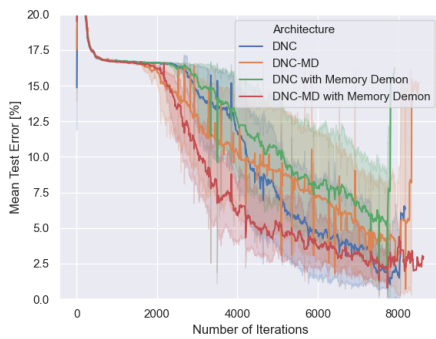 20.0
17.5
15.0
12.5
10.0
7.5
5.0
2.5
0.0
Mean Test Error [%]
Architecture
DNC
DNC-MD
DNC with Memory Demon
DNC-MD with Memory Demon
0 2000 4000 6000 8000
Number of Iterations